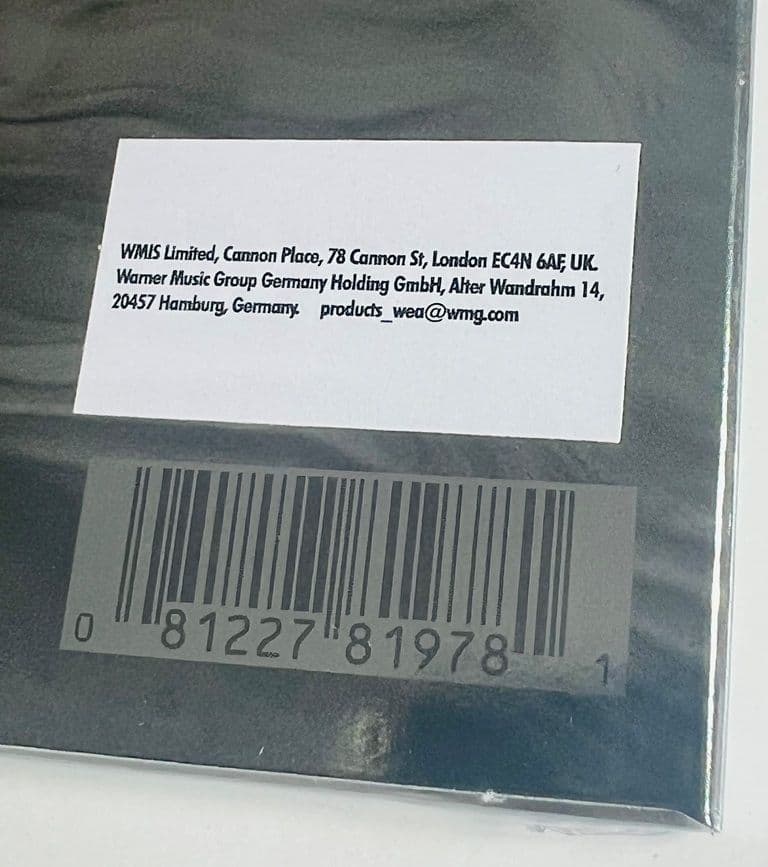 WMIS Limited, Cannon Place, 78 Cannon St, London EC4N 6AF, UK.
Warner Music Group Germany Holding GmbH, Alter Wandrahm 14,
20457 Hamburg, Germany. products_wea@wmg.com
0 81227 81978 1